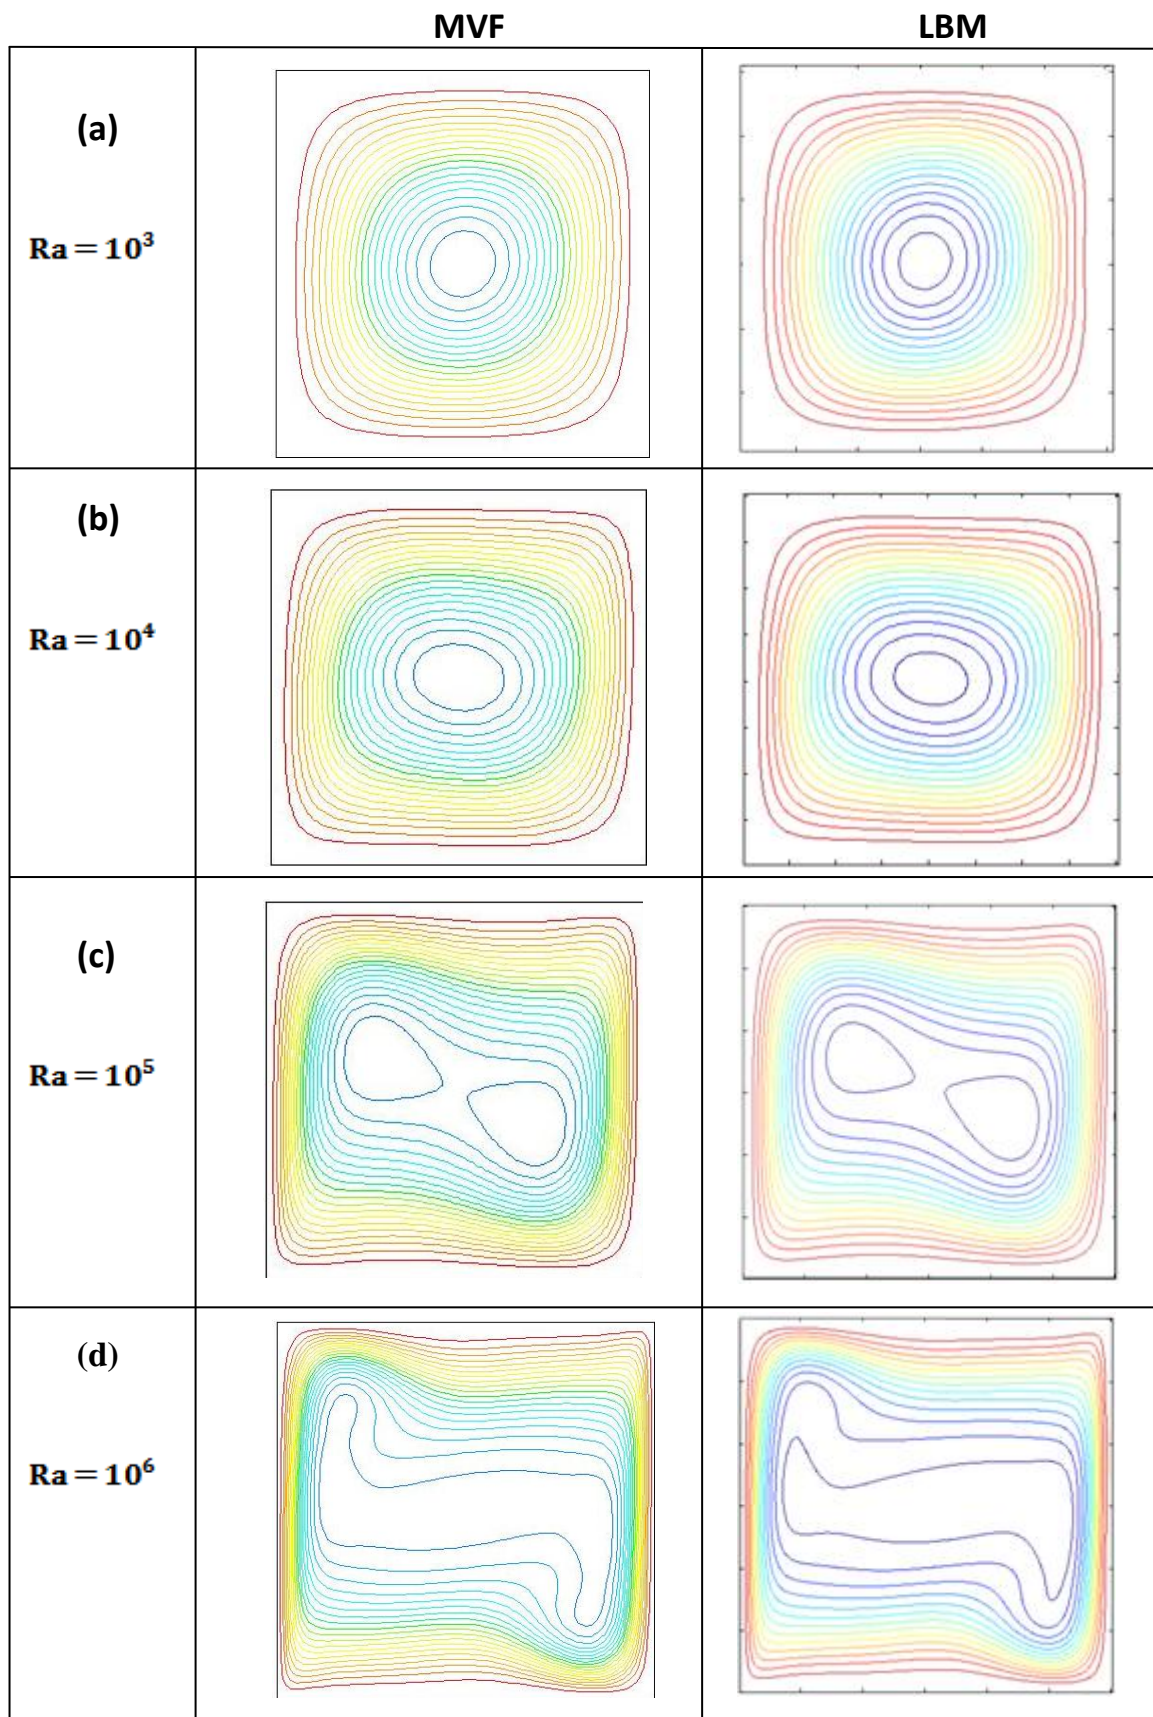 MVF LBM
(a)
Ra = 10³
(b)
Ra = 10⁴
(c)
Ra = 10⁵
(d)
Ra = 10⁶